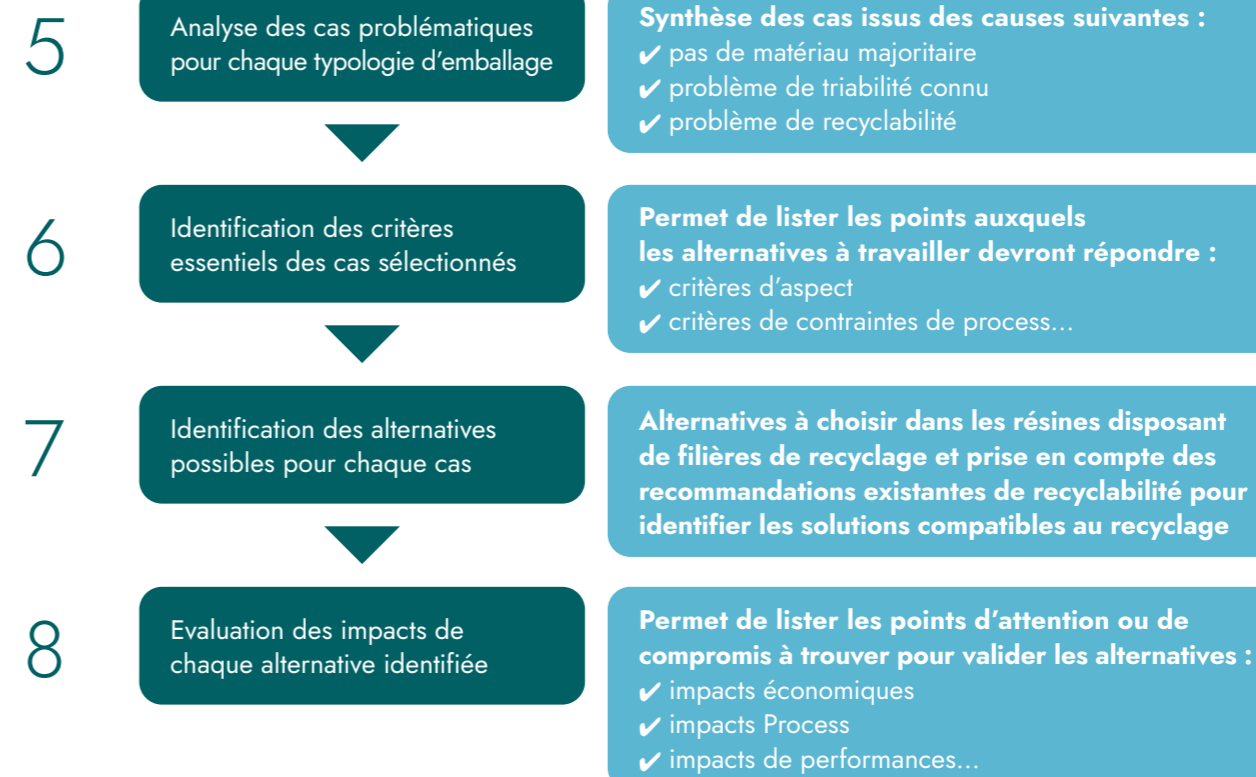 5
Analyse des cas problématiques
pour chaque typologie d'emballage
Synthèse des cas issus des causes suivantes :
✔ pas de matériau majoritaire
✔ problème de triabilité connu
✔ problème de recyclabilité
6
Identification des critères
essentiels des cas sélectionnés
Permet de lister les points auxquels
les alternatives à travailler devront répondre :
✔ critères d'aspect
✔ critères de contraintes de process...
7
Identification des alternatives
possibles pour chaque cas
Alternatives à choisir dans les résines disposant
de filières de recyclage et prise en compte des
recommandations existantes de recyclabilité pour
identifier les solutions compatibles au recyclage
8
Evaluation des impacts de
chaque alternative identifiée
Permet de lister les points d'attention ou de
compromis à trouver pour valider les alternatives :
✔ impacts économiques
✔ impacts Process
✔ impacts de performances...